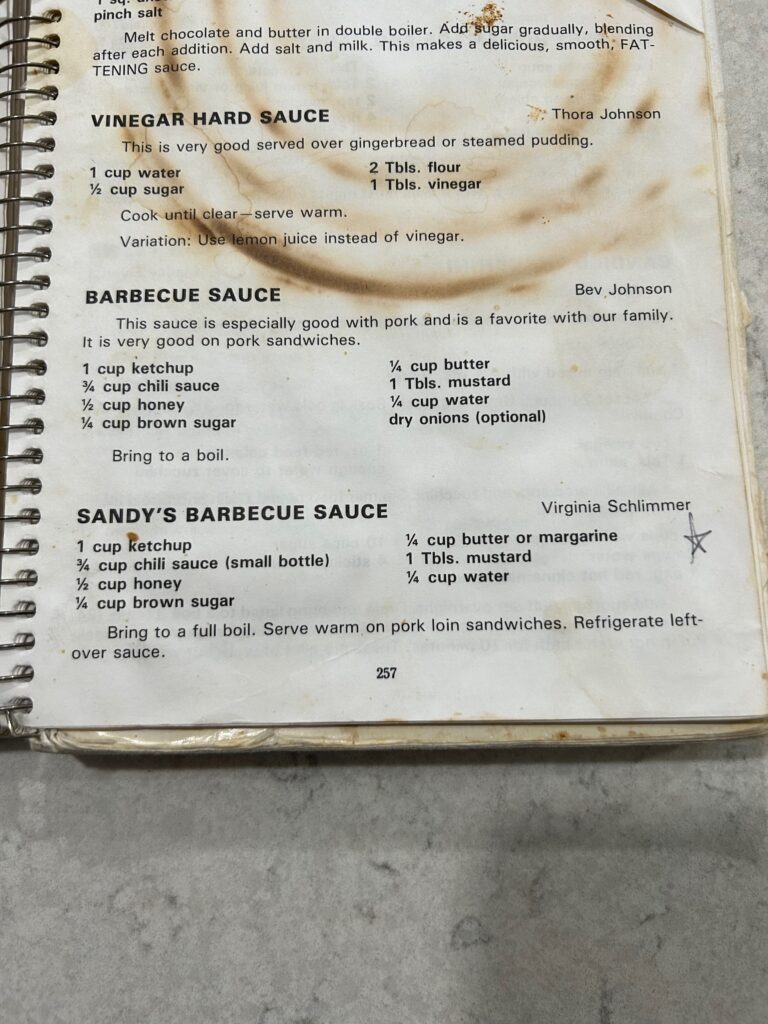 pinch salt
Melt chocolate and butter in double boiler. Add sugar gradually, blending
after each addition. Add salt and milk. This makes a delicious, smooth, FAT-
TENING sauce.
VINEGAR HARD SAUCE Thora Johnson
This is very good served over gingerbread or steamed pudding.
1 cup water 2 Tbls. flour
½ cup sugar 1 Tbls. vinegar
Cook until clear—serve warm.
Variation: Use lemon juice instead of vinegar.
BARBECUE SAUCE Bev Johnson
This sauce is especially good with pork and is a favorite with our family.
It is very good on pork sandwiches.
1 cup ketchup ¼ cup butter
¾ cup chili sauce 1 Tbls. mustard
½ cup honey ¼ cup water
¼ cup brown sugar dry onions (optional)
Bring to a boil.
SANDY'S BARBECUE SAUCE Virginia Schlimmer
1 cup ketchup ¼ cup butter or margarine
¾ cup chili sauce (small bottle) 1 Tbls. mustard
½ cup honey ¼ cup water
¼ cup brown sugar
Bring to a full boil. Serve warm on pork loin sandwiches. Refrigerate left-
over sauce.
257